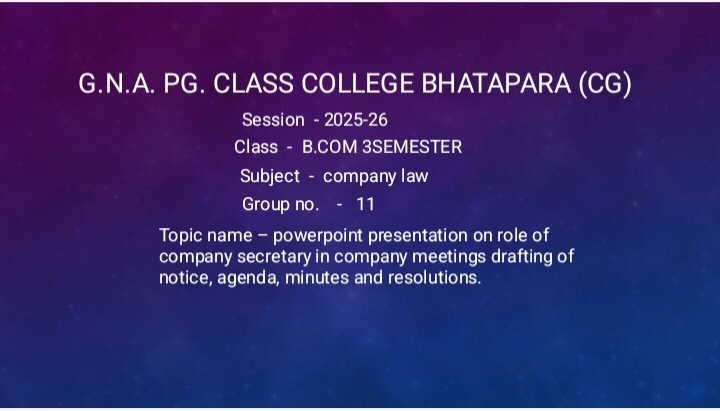 G.N.A. PG. CLASS COLLEGE BHATAPARA (CG)
Session - 2025-26
Class - B.COM 3SEMESTER
Subject - company law
Group no. - 11
Topic name – powerpoint presentation on role of
company secretary in company meetings drafting of
notice, agenda, minutes and resolutions.